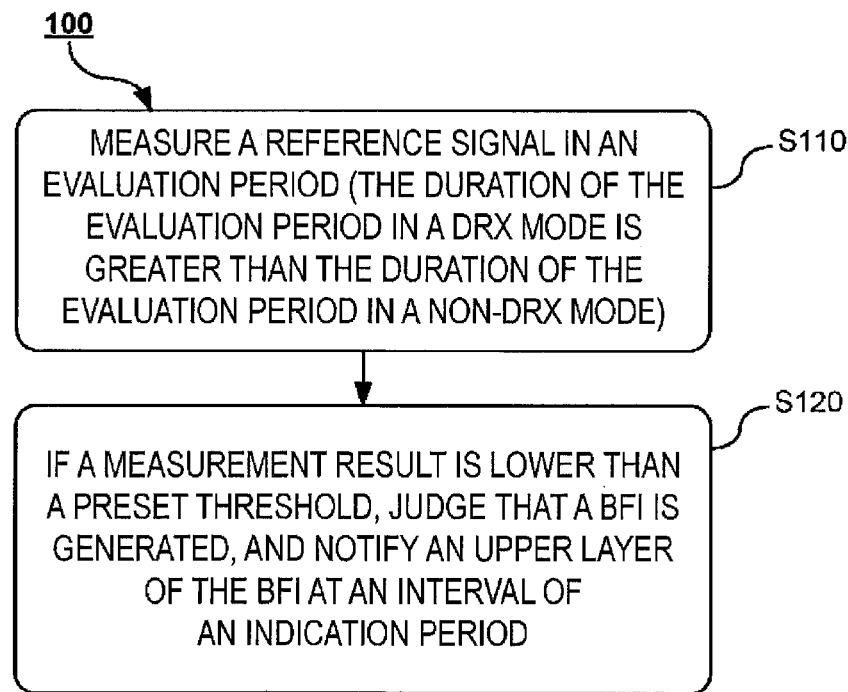 100
MEASURE A REFERENCE SIGNAL IN AN
EVALUATION PERIOD (THE DURATION OF THE
EVALUATION PERIOD IN A DRX MODE IS
GREATER THAN THE DURATION OF THE
EVALUATION PERIOD IN A NON-DRX MODE)
S110
IF A MEASUREMENT RESULT IS LOWER THAN
A PRESET THRESHOLD, JUDGE THAT A BFI IS
GENERATED, AND NOTIFY AN UPPER LAYER
OF THE BFI AT AN INTERVAL OF
AN INDICATION PERIOD
S120